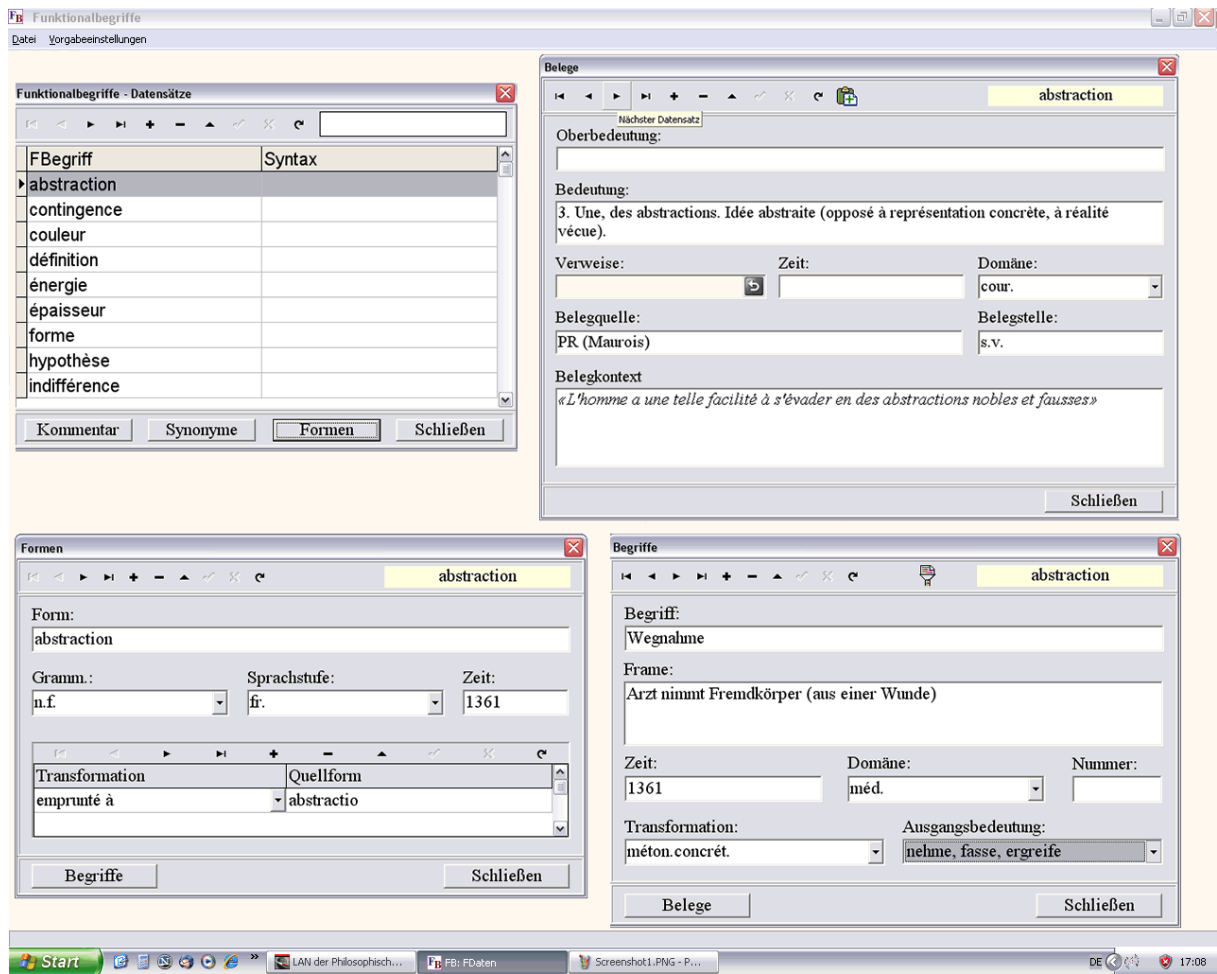 FB Funktionalbegriffe
Datei Vorgabeeinstellungen
Funktionalbegriffe - Datensätze
FBegriff Syntax
abstraction
contingence
couleur
définition
énergie
épaisseur
forme
hypothèse
indifférence
Kommentar Synonyme Formen Schließen
Belege
abstraction
Nächster Datensatz
Oberbedeutung:
Bedeutung:
3. Une, des abstractions. Idée abstraite (opposé à représentation concrète, à réalité
vécue).
Verweise: Zeit: Domäne:
cour.
Belegquelle: Belegstelle:
PR (Maurois) s.v.
Belegkontext
«L'homme a une telle facilité à s'évader en des abstractions nobles et fausses»
Schließen
Formen
abstraction
Form:
abstraction
Gramm.: Sprachstufe: Zeit:
n.f. fr. 1361
Transformation Quellform
emprunté à abstractio
Begriffe Schließen
Begriffe
abstraction
Begriff:
Wegnahme
Frame:
Arzt nimmt Fremdkörper (aus einer Wunde)
Zeit: Domäne: Nummer:
1361 méd.
Transformation: Ausgangsbedeutung:
méton.concrét. nehme, fasse, ergreife
Belege Schließen
Start » LAN der Philosophisch... FB FB: FDaten Screenshot1.PNG - P... DE 17:08